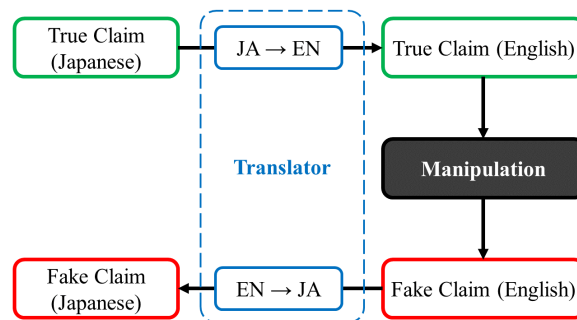 True Claim
(Japanese)
JA → EN
True Claim (English)
Translator
Manipulation
Fake Claim
(Japanese)
EN → JA
Fake Claim (English)